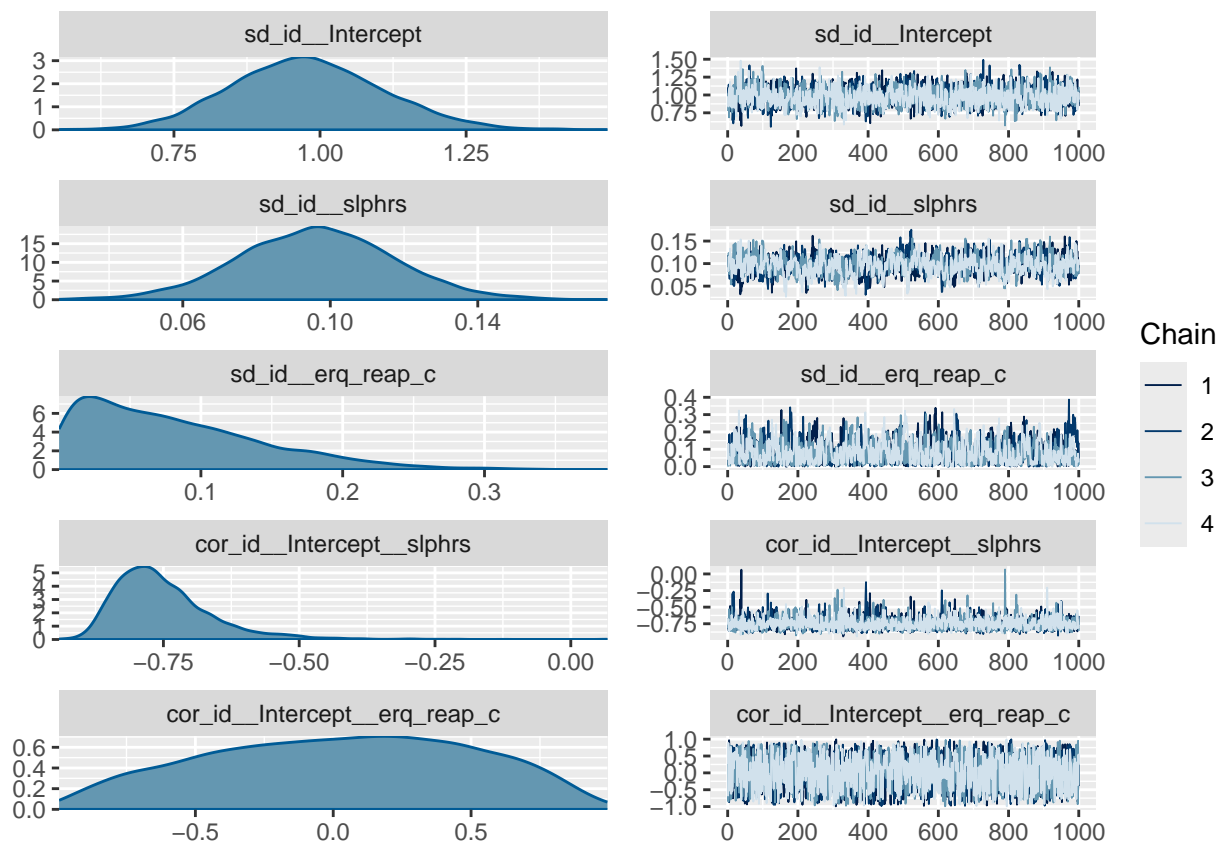 sd_id__Intercept
3
2
1
0
0.75 1.00 1.25
sd_id__Intercept
1.50
1.25
1.00
0.75
0 200 400 600 800 1000
sd_id__slphrs
15
10
5
0
0.06 0.10 0.14
sd_id__slphrs
0.15
0.10
0.05
0 200 400 600 800 1000
sd_id__erq_reap_c
6
4
2
0
0.1 0.2 0.3
sd_id__erq_reap_c
0.4
0.3
0.2
0.1
0.0
0 200 400 600 800 1000
cor_id__Intercept__slphrs
5
4
3
2
1
0
−0.75 −0.50 −0.25 0.00
cor_id__Intercept__slphrs
0.00
−0.25
−0.50
−0.75
0 200 400 600 800 1000
cor_id__Intercept__erq_reap_c
0.6
0.4
0.2
0.0
−0.5 0.0 0.5
cor_id__Intercept__erq_reap_c
1.0
0.5
0.0
−0.5
−1.0
0 200 400 600 800 1000
Chain
1
2
3
4